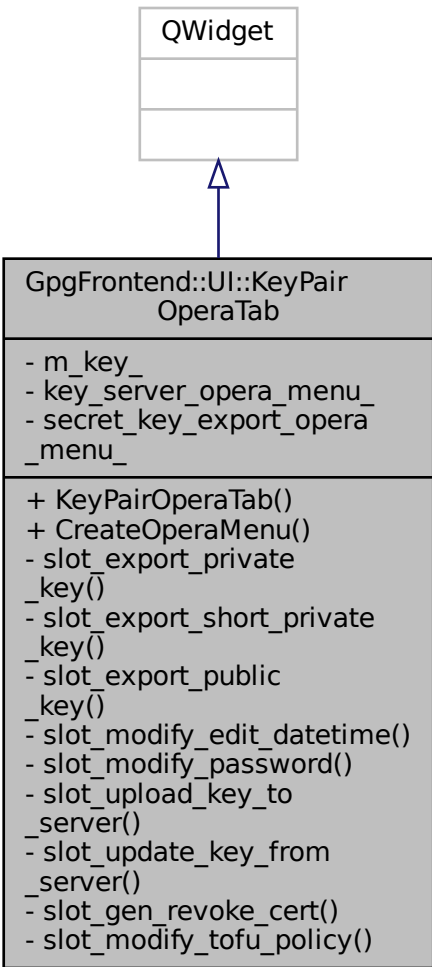 QWidget
GpgFrontend::UI::KeyPair
OperaTab
- m_key_
- key_server_opera_menu_
- secret_key_export_opera
_menu_
+ KeyPairOperaTab()
+ CreateOperaMenu()
- slot_export_private
_key()
- slot_export_short_private
_key()
- slot_export_public
_key()
- slot_modify_edit_datetime()
- slot_modify_password()
- slot_upload_key_to
_server()
- slot_update_key_from
_server()
- slot_gen_revoke_cert()
- slot_modify_tofu_policy()